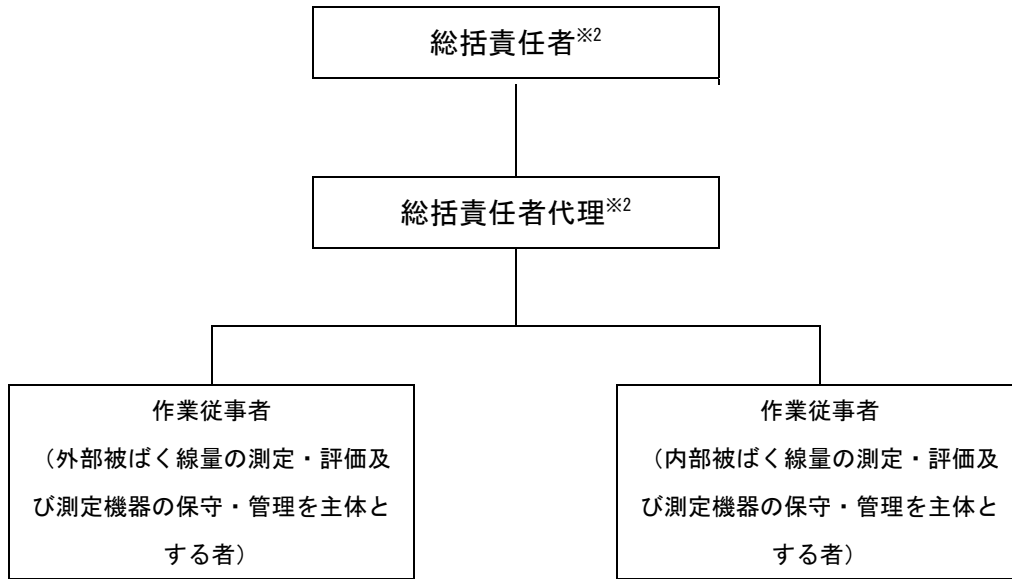 総括責任者※2
総括責任者代理※2
作業従事者
（外部被ばく線量の測定・評価及
び測定機器の保守・管理を主体と
する者）
作業従事者
（内部被ばく線量の測定・評価及
び測定機器の保守・管理を主体と
する者）